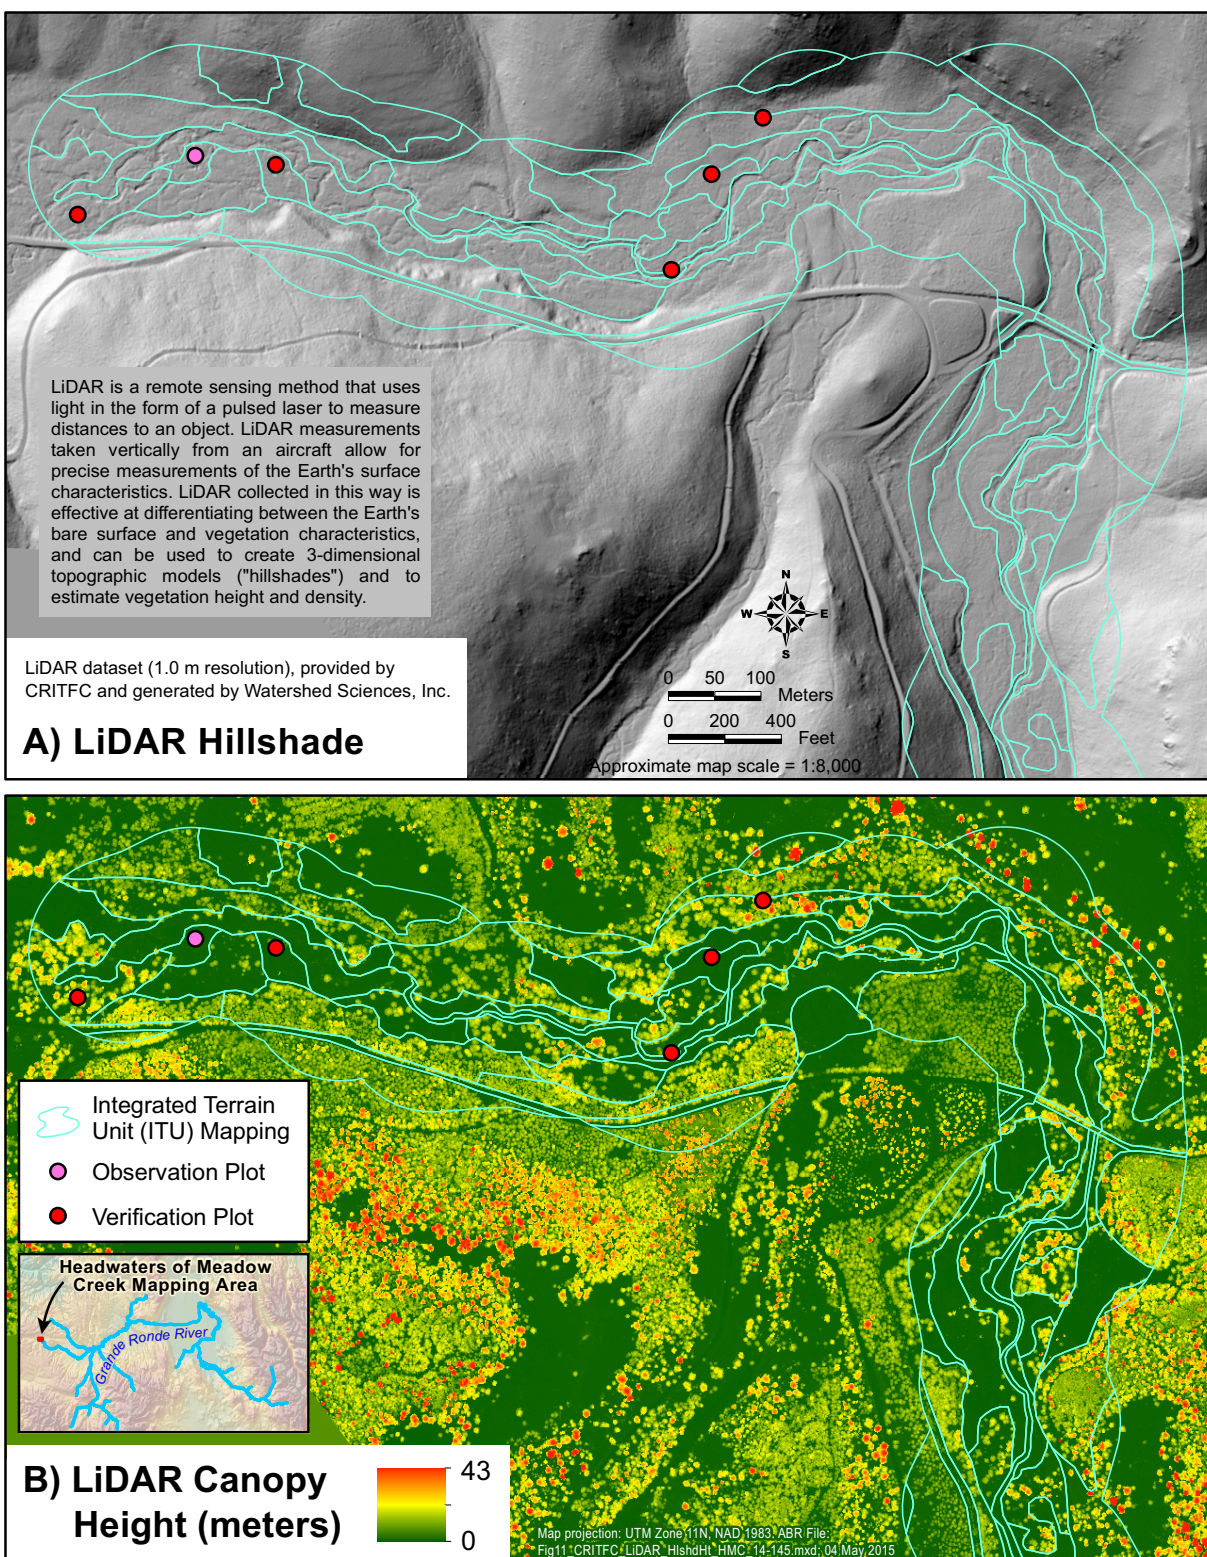 LiDAR is a remote sensing method that uses
light in the form of a pulsed laser to measure
distances to an object. LiDAR measurements
taken vertically from an aircraft allow for
precise measurements of the Earth's surface
characteristics. LiDAR collected in this way is
effective at differentiating between the Earth's
bare surface and vegetation characteristics,
and can be used to create 3-dimensional
topographic models ("hillshades") and to
estimate vegetation height and density.
N
W E
S
0 50 100
Meters
0 200 400
Feet
Approximate map scale = 1:8,000
LiDAR dataset (1.0 m resolution), provided by
CRITFC and generated by Watershed Sciences, Inc.
A) LiDAR Hillshade
Integrated Terrain
Unit (ITU) Mapping
Observation Plot
Verification Plot
Headwaters of Meadow
Creek Mapping Area
Grande Ronde River
B) LiDAR Canopy
Height (meters)
43
0
Map projection: UTM Zone 11N, NAD 1983. ABR File:
Fig11_CRITFC_LiDAR_HlshdHt_HMC_14-145.mxd; 04 May 2015